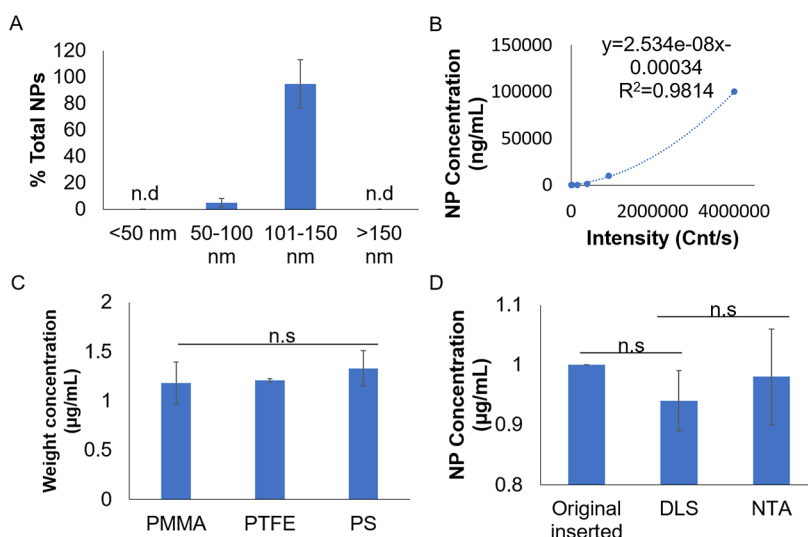 A
% Total NPs
120
100
80
60
40
20
0
n.d
n.d
<50 nm
50-100
nm
101-150
nm
>150
nm
B
NP Concentration
(ng/mL)
150000
100000
50000
0
y=2.534e-08x-
0.00034
R²=0.9814
0
2000000
4000000
Intensity (Cnt/s)
C
Weight concentration
(µg/mL)
2
1.5
1
0.5
0
n.s
PMMA
PTFE
PS
D
NP Concentration
(µg/mL)
1.1
1
0.9
0.8
n.s
n.s
Original
inserted
DLS
NTA